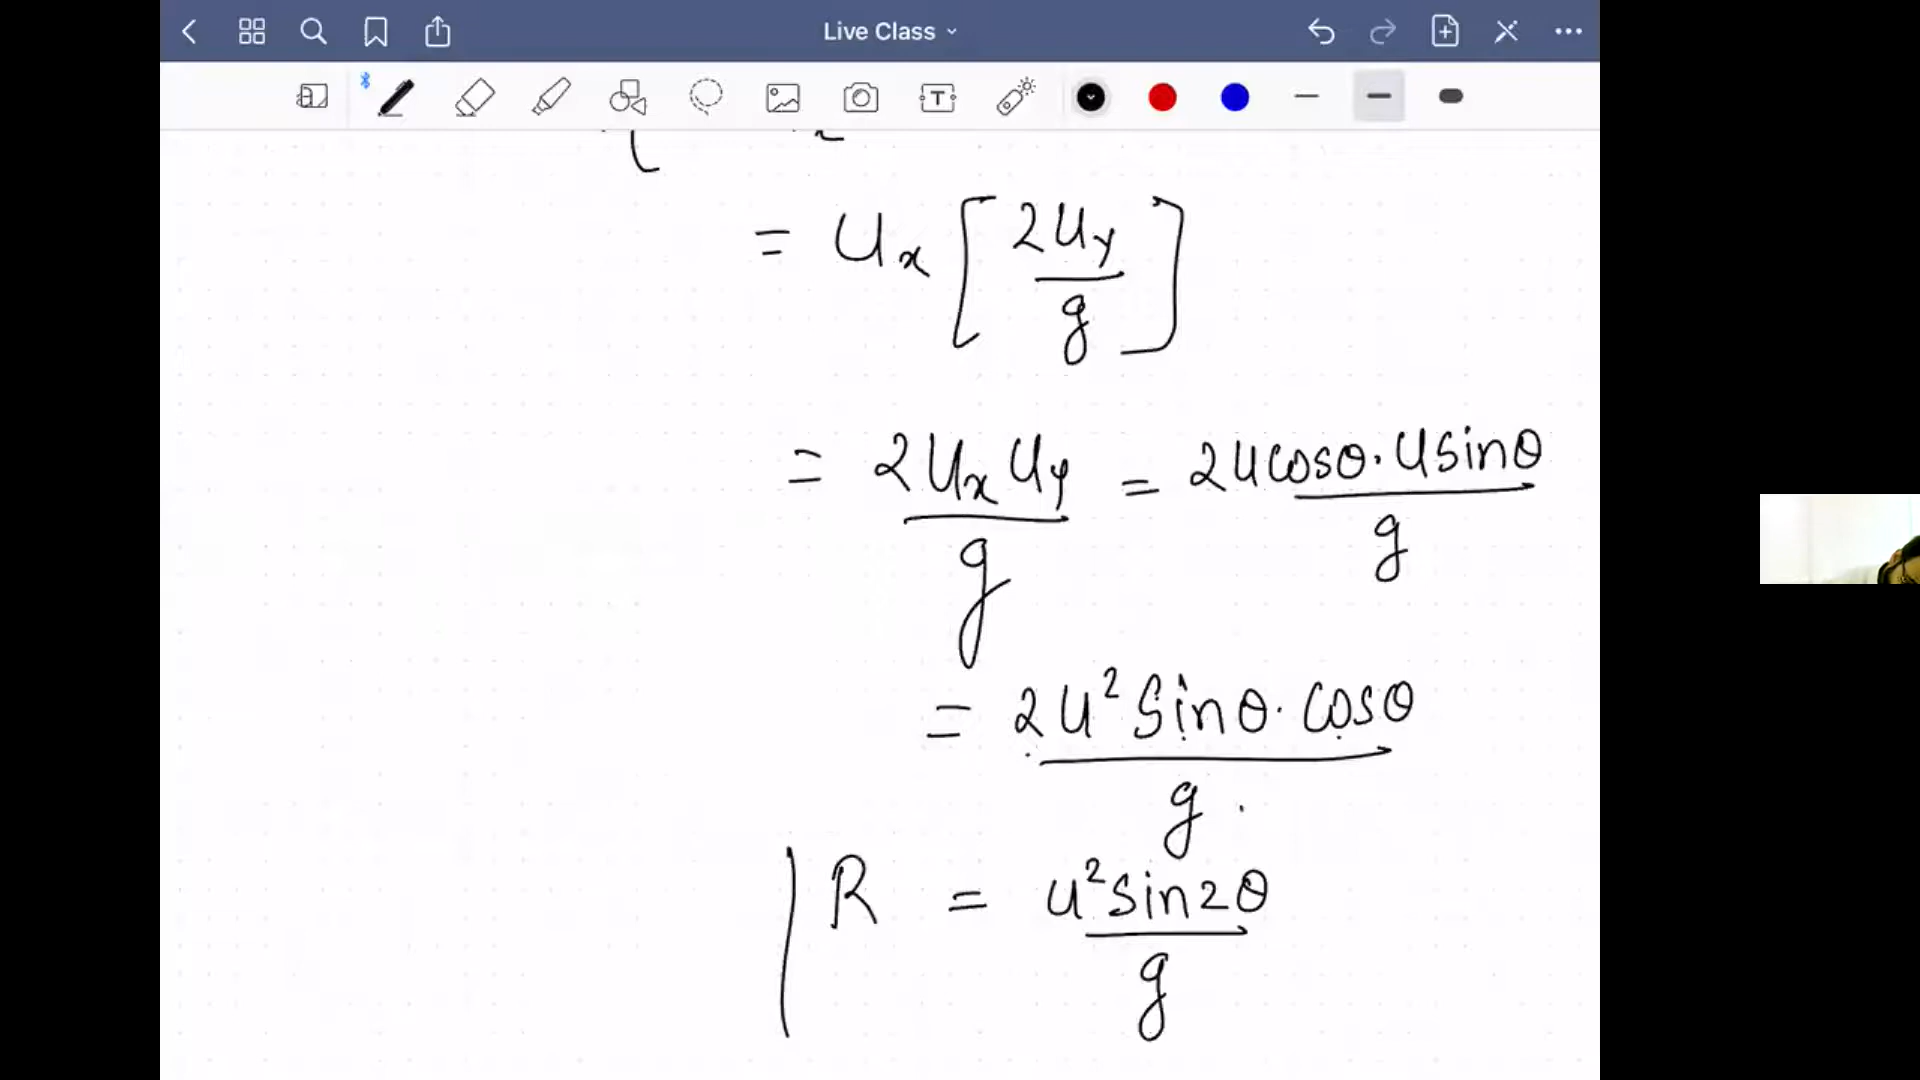 Live Class
= Ux [2Uy/g]
= 2UxUy/g = 2Ucosθ.Usinθ/g
= 2U²Sinθ.Cosθ/g.
R = U²Sin2θ/g